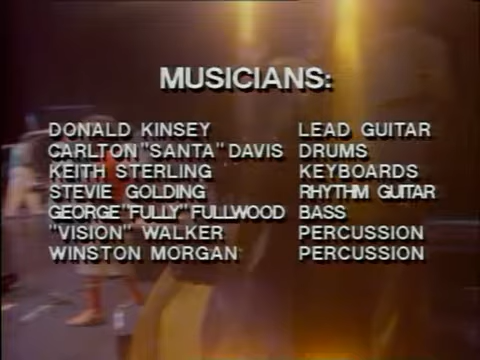 MUSICIANS:
DONALD KINSEY LEAD GUITAR
CARLTON "SANTA" DAVIS DRUMS
KEITH STERLING KEYBOARDS
STEVIE GOLDING RHYTHM GUITAR
GEORGE "FULLY" FULLWOOD BASS
"VISION" WALKER PERCUSSION
WINSTON MORGAN PERCUSSION